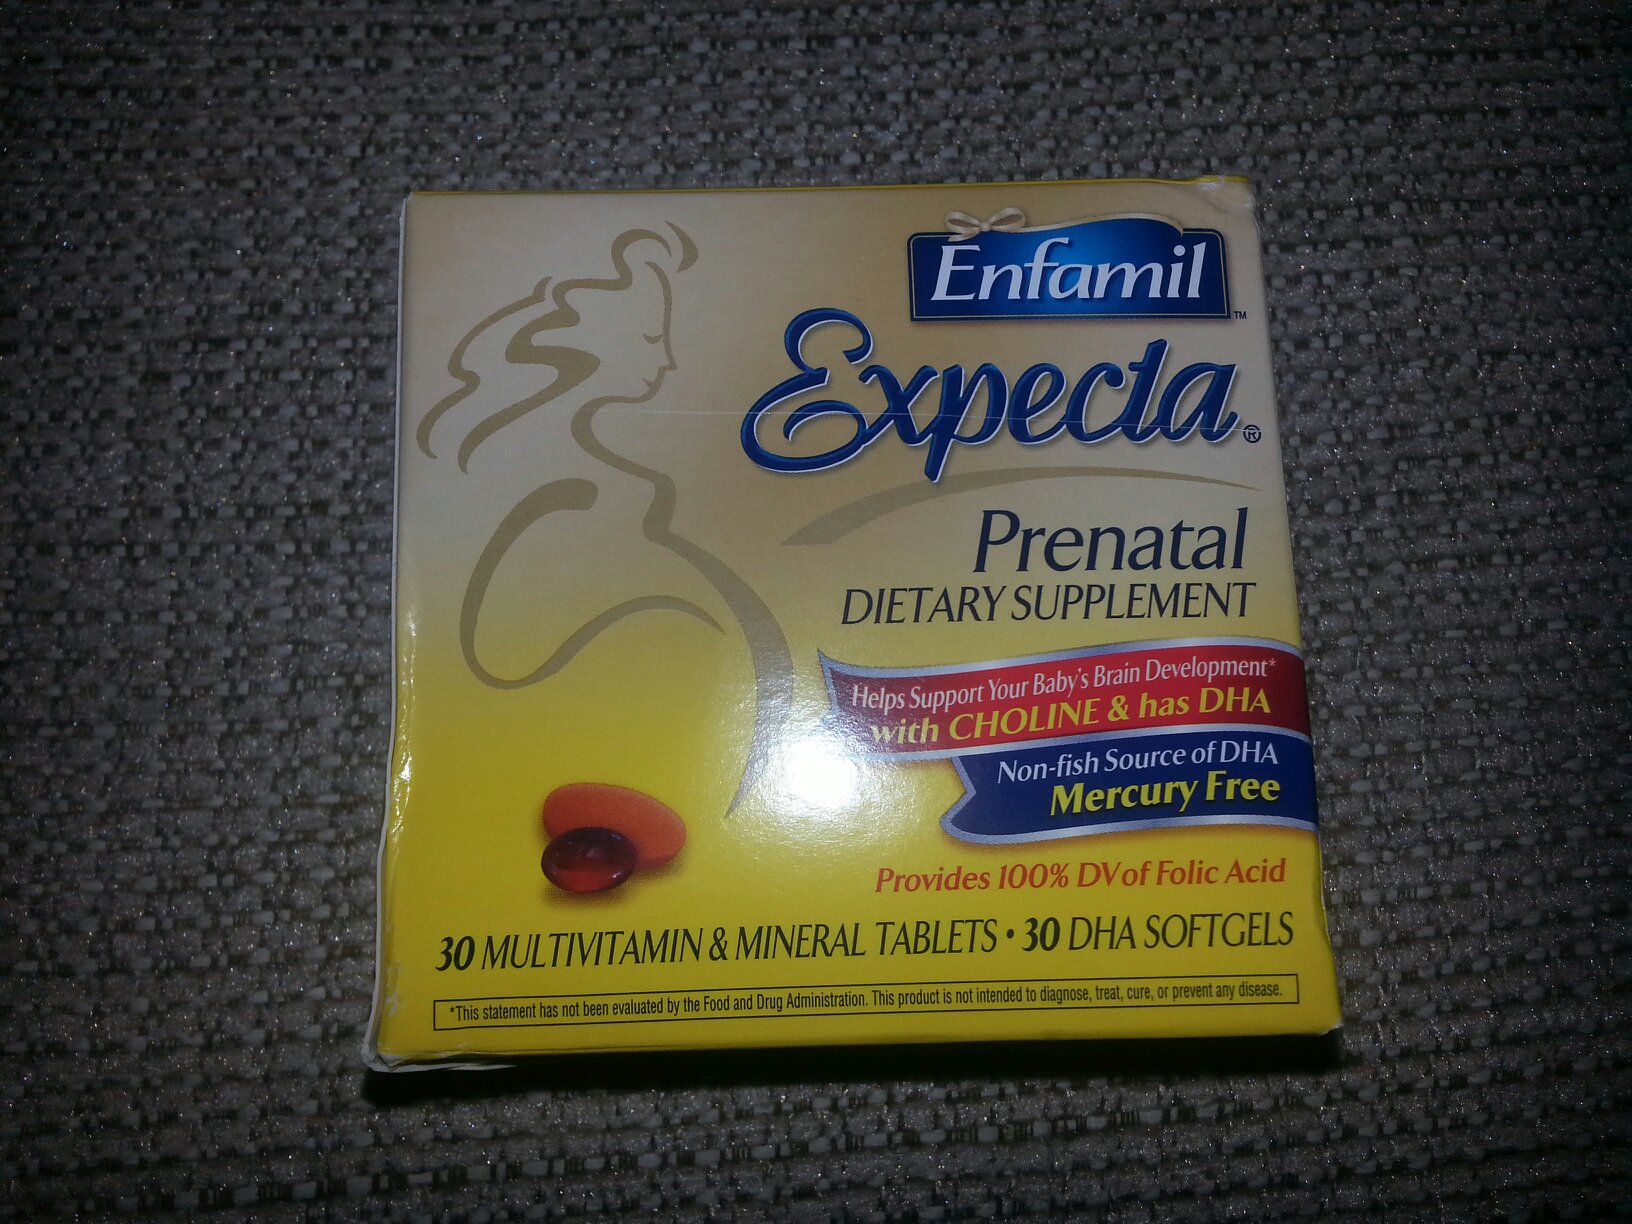 Enfamil™
Expecta®
Prenatal
DIETARY SUPPLEMENT
Helps Support Your Baby's Brain Development*
with CHOLINE & has DHA
Non-fish Source of DHA
Mercury Free
Provides 100% DV of Folic Acid
30 MULTIVITAMIN & MINERAL TABLETS • 30 DHA SOFTGELS
*This statement has not been evaluated by the Food and Drug Administration. This product is not intended to diagnose, treat, cure, or prevent any disease.